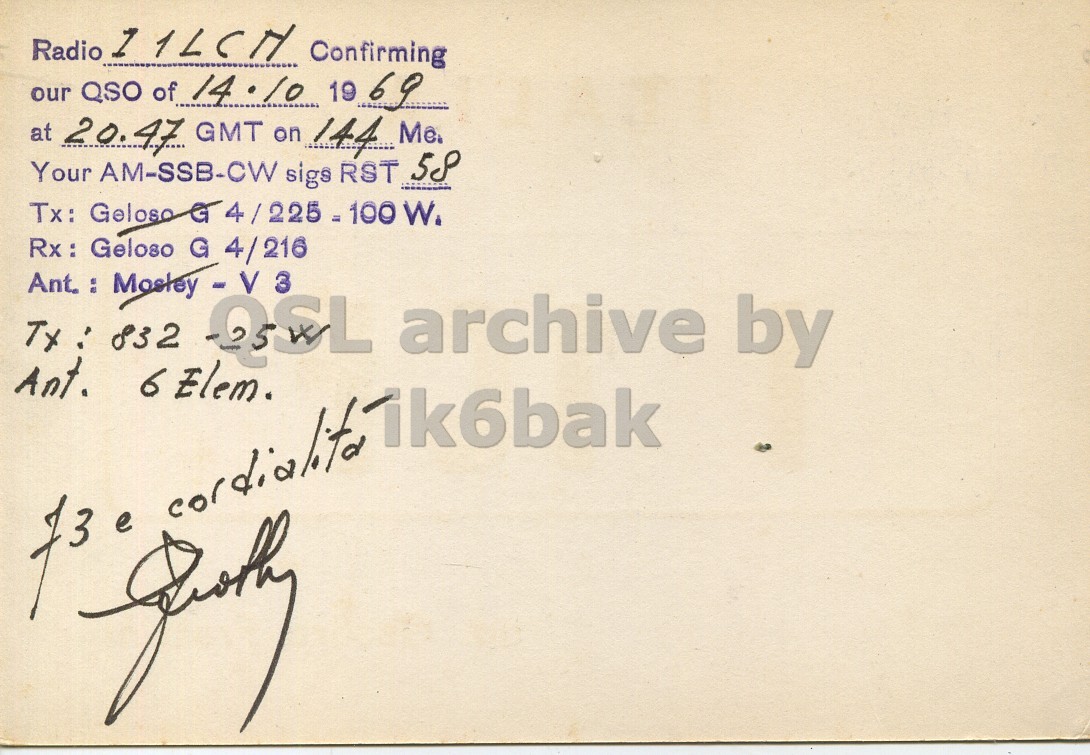 Radio I1LCM Confirming
our QSO of 14.10 1969
at 20.47 GMT on 144 Mc.
Your AM-SSB-CW sigs RST 58
Tx: Geloso G 4/225 - 100 W.
Rx: Geloso G 4/216
Ant.: Mosley - V 3
Tx: 832 - 25 W
Ant. 6 Elem.
73 e cordialità
QSL archive by
ik6bak